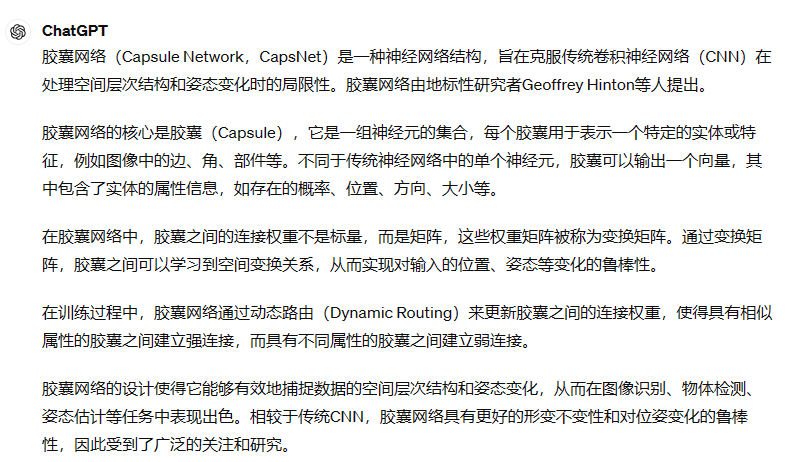 ChatGPT
胶囊网络（Capsule Network，CapsNet）是一种神经网络结构，旨在克服传统卷积神经网络（CNN）在
处理空间层次结构和姿态变化时的局限性。胶囊网络由地标性研究者Geoffrey Hinton等人提出。
胶囊网络的核心是胶囊（Capsule），它是一组神经元的集合，每个胶囊用于表示一个特定的实体或特
征，例如图像中的边、角、部件等。不同于传统神经网络中的单个神经元，胶囊可以输出一个向量，其
中包含了实体的属性信息，如存在的概率、位置、方向、大小等。
在胶囊网络中，胶囊之间的连接权重不是标量，而是矩阵，这些权重矩阵被称为变换矩阵。通过变换矩
阵，胶囊之间可以学习到空间变换关系，从而实现对输入的位置、姿态等变化的鲁棒性。
在训练过程中，胶囊网络通过动态路由（Dynamic Routing）来更新胶囊之间的连接权重，使得具有相似
属性的胶囊之间建立强连接，而具有不同属性的胶囊之间建立弱连接。
胶囊网络的设计使得它能够有效地捕捉数据的空间层次结构和姿态变化，从而在图像识别、物体检测、
姿态估计等任务中表现出色。相较于传统CNN，胶囊网络具有更好的形变不变性和对位姿变化的鲁棒
性，因此受到了广泛的关注和研究。